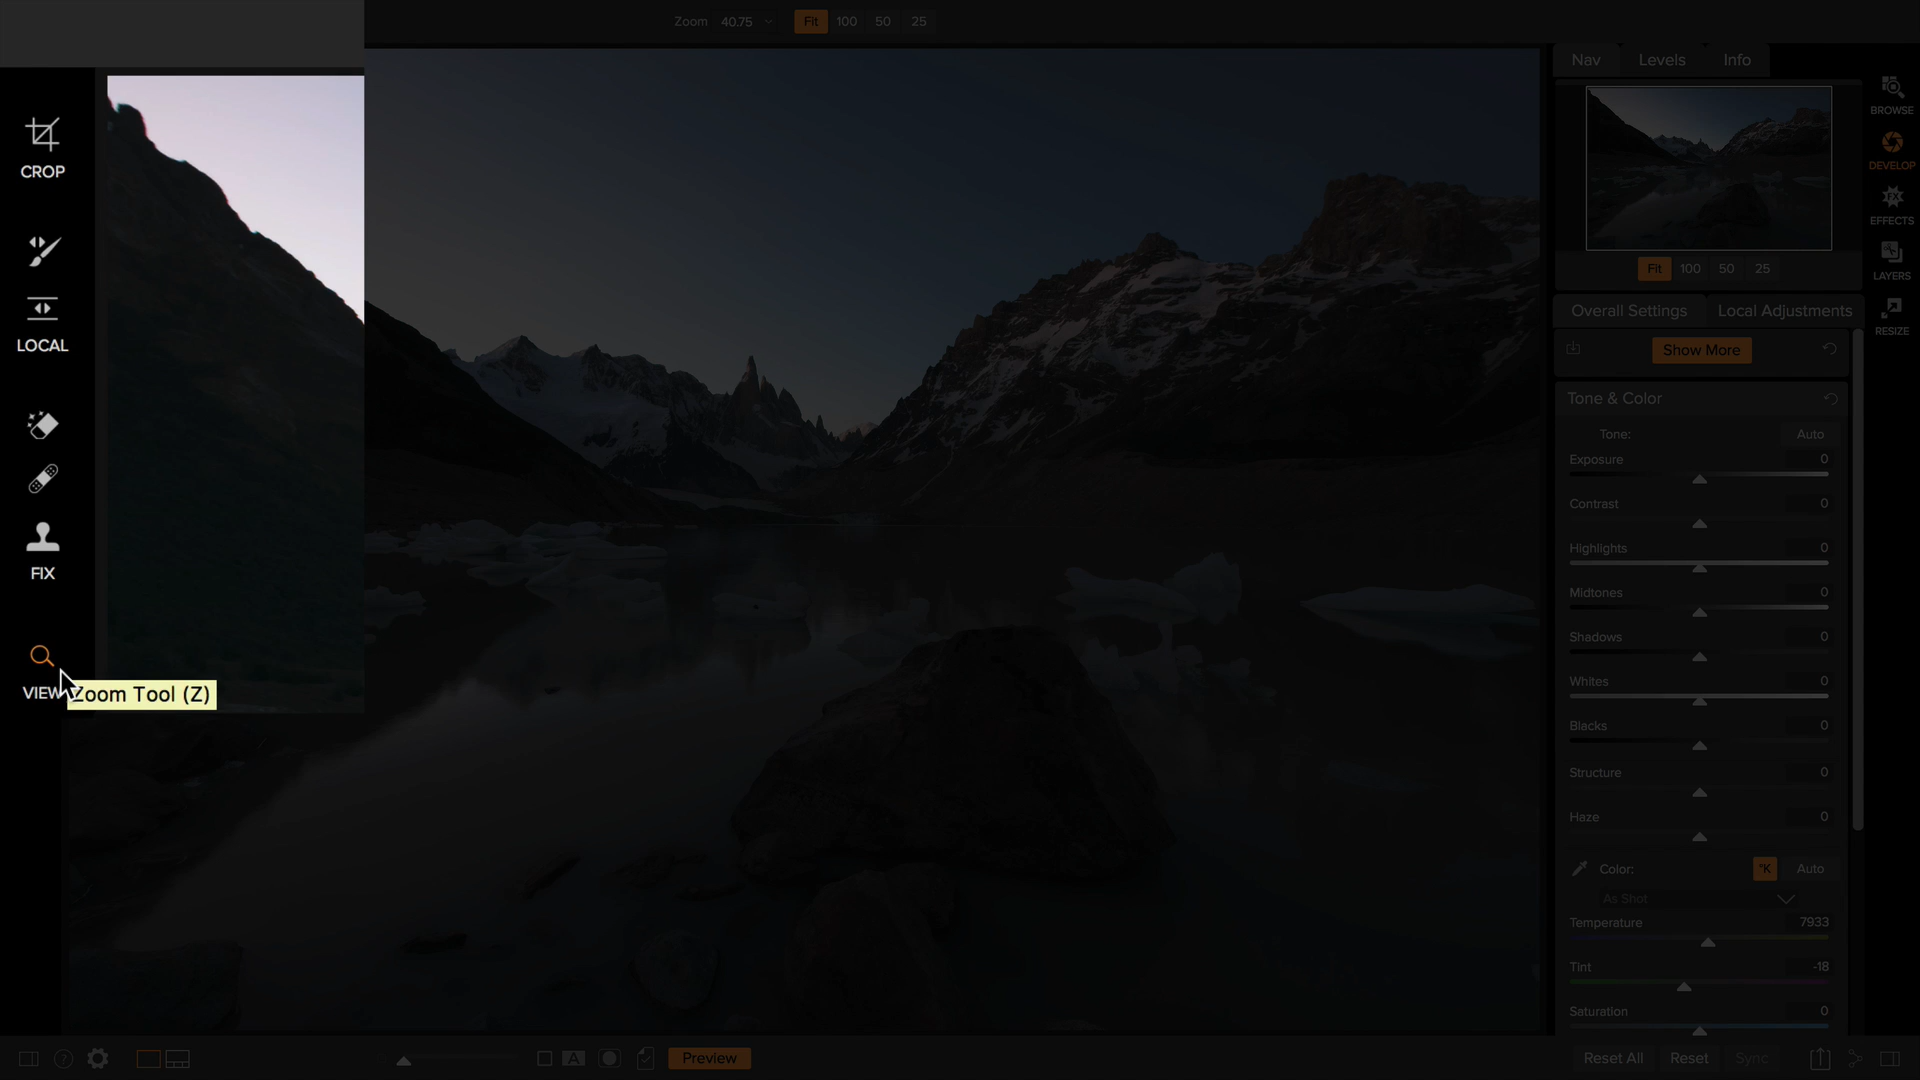 Zoom 40.75 Fit 100 50 25
CROP
LOCAL
FIX
VIEW
Zoom Tool (Z)
Nav Levels Info
Fit 100 50 25
BROWSE
DEVELOP
EFFECTS
LAYERS
RESIZE
Overall Settings Local Adjustments
Show More
Tone & Color
Tone: Auto
Exposure 0
Contrast 0
Highlights 0
Midtones 0
Shadows 0
Whites 0
Blacks 0
Structure 0
Haze 0
Color: °K Auto
As Shot
Temperature 7933
Tint -18
Saturation 0
? A Preview
Reset All Reset Sync